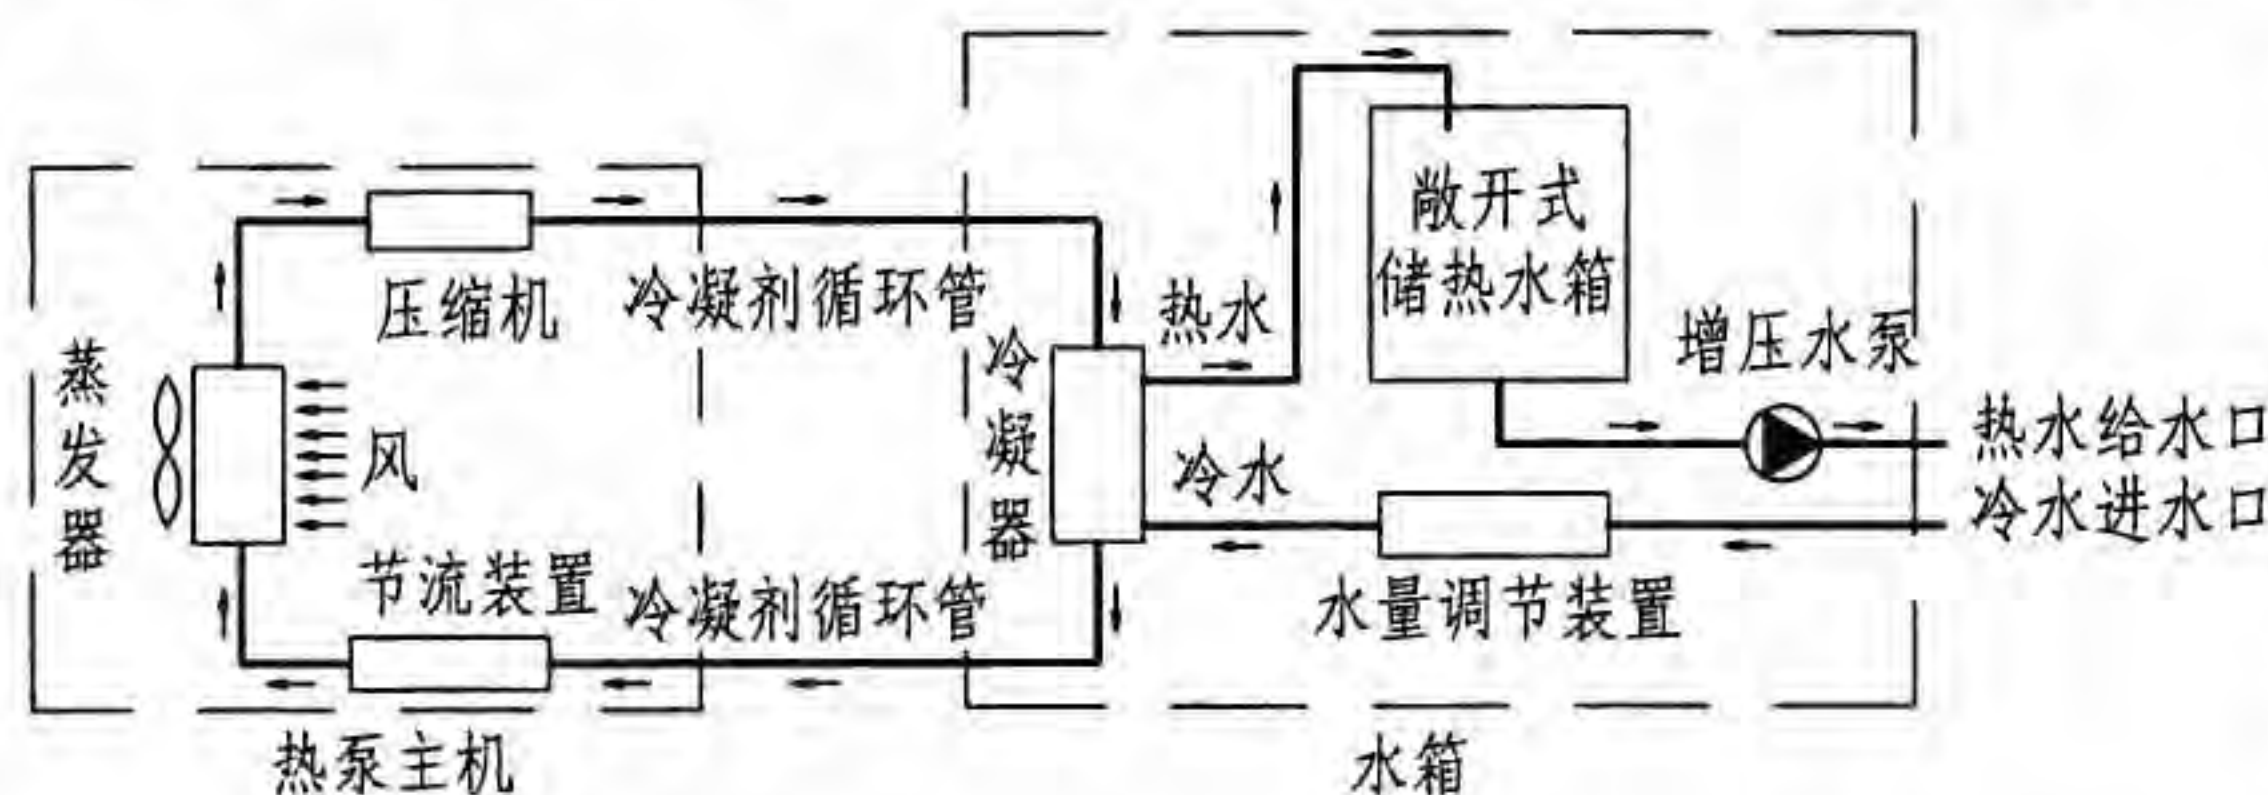 敞开式
储热水箱
压缩机
冷凝剂循环管
热水
增压水泵
蒸发器
风
冷凝器
冷水
热水给水口
冷水进水口
节流装置
冷凝剂循环管
水量调节装置
热泵主机
水箱